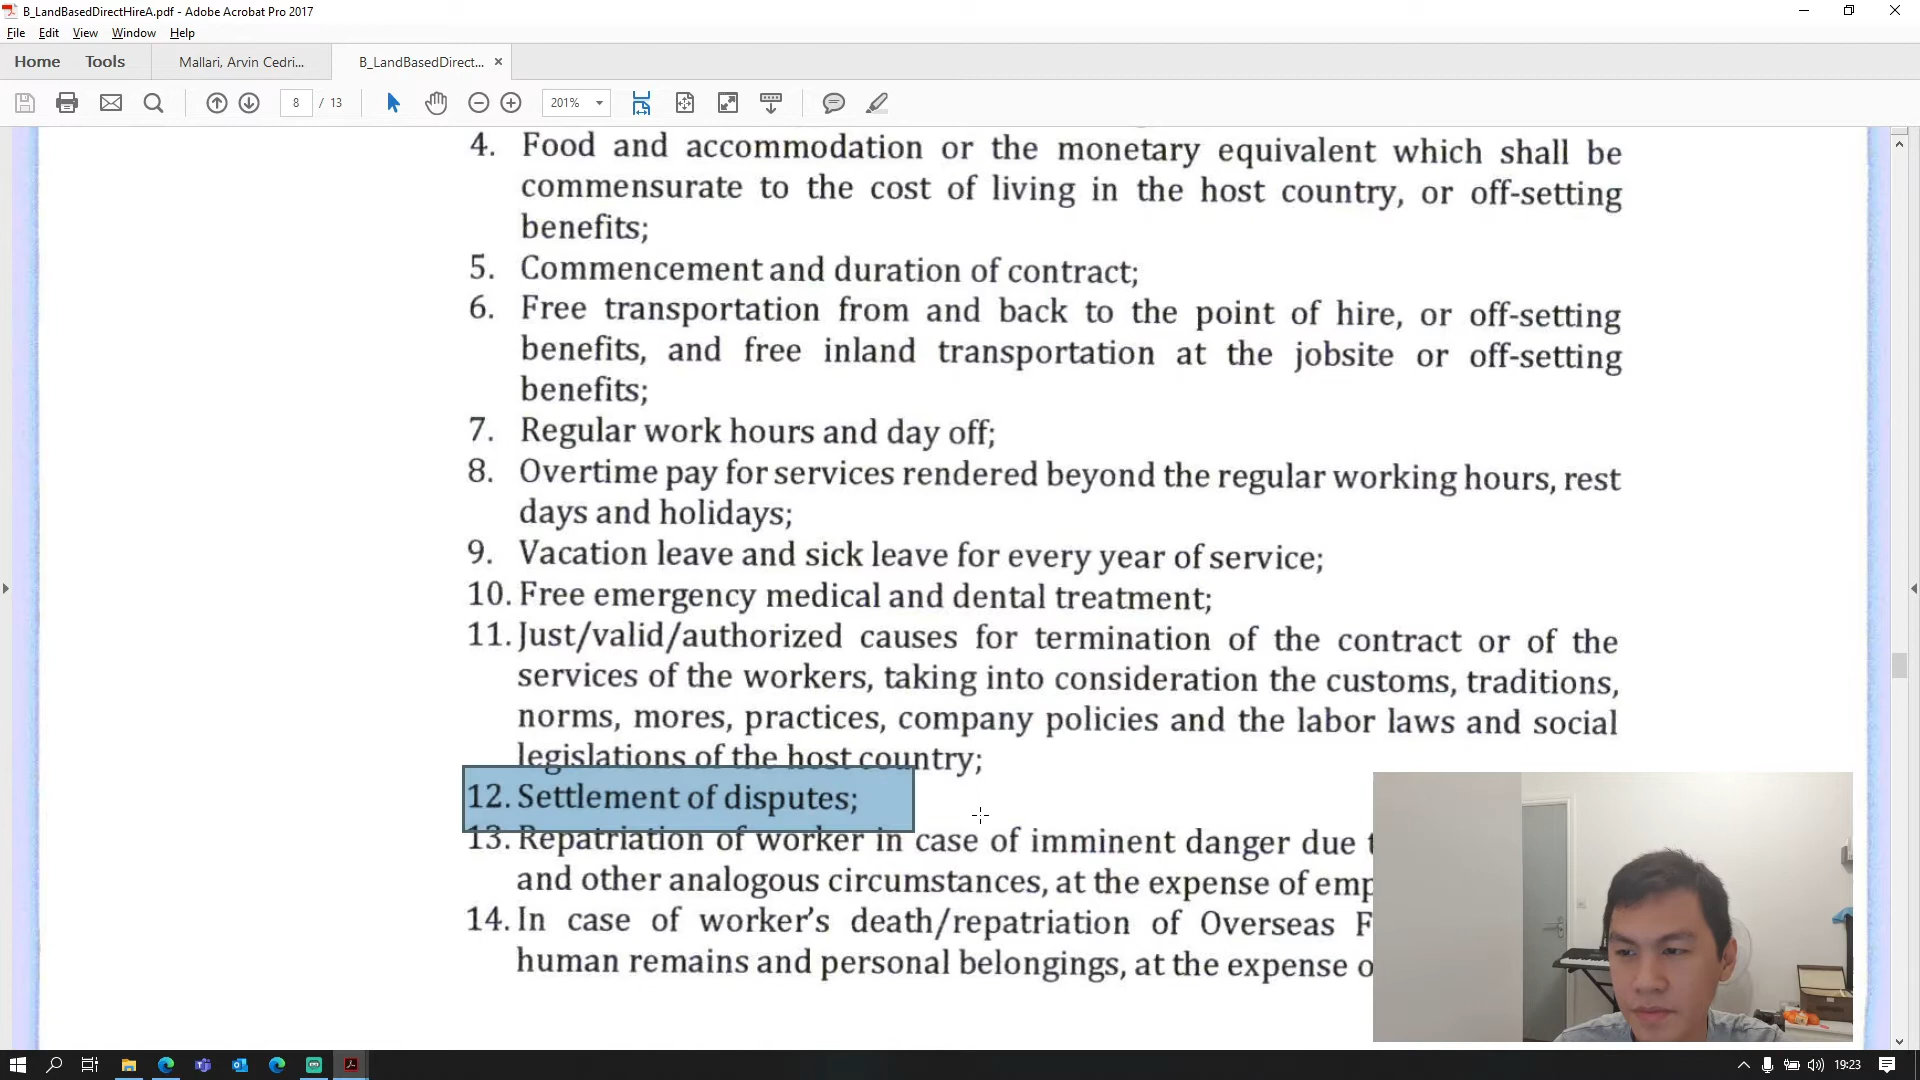 B_LandBasedDirectHireA.pdf - Adobe Acrobat Pro 2017
File Edit View Window Help
Home Tools Mallari, Arvin Cedri... B_LandBasedDirect... ×
8 / 13 201%
4. Food and accommodation or the monetary equivalent which shall be
commensurate to the cost of living in the host country, or off-setting
benefits;
5. Commencement and duration of contract;
6. Free transportation from and back to the point of hire, or off-setting
benefits, and free inland transportation at the jobsite or off-setting
benefits;
7. Regular work hours and day off;
8. Overtime pay for services rendered beyond the regular working hours, rest
days and holidays;
9. Vacation leave and sick leave for every year of service;
10. Free emergency medical and dental treatment;
11. Just/valid/authorized causes for termination of the contract or of the
services of the workers, taking into consideration the customs, traditions,
norms, mores, practices, company policies and the labor laws and social
legislations of the host country;
12. Settlement of disputes;
13. Repatriation of worker in case of imminent danger due
and other analogous circumstances, at the expense of
14. In case of worker's death/repatriation of Overseas
human remains and personal belongings, at the expense
19:23